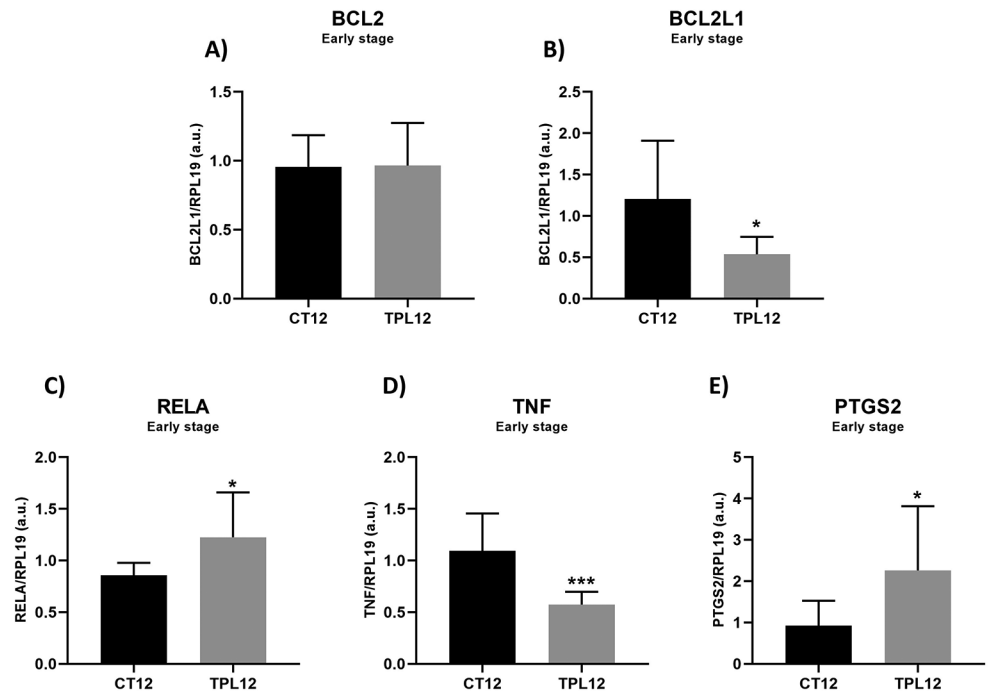 BCL2
Early stage
A)
BCL2L1/RPL19 (a.u.)
1.5
1.0
0.5
0.0
CT12
TPL12
BCL2L1
Early stage
B)
BCL2L1/RPL19 (a.u.)
2.5
2.0
1.5
1.0
0.5
0.0
*
CT12
TPL12
C)
RELA
Early stage
RELA/RPL19 (a.u.)
2.0
1.5
1.0
0.5
0.0
*
CT12
TPL12
D)
TNF
Early stage
TNF/RPL19 (a.u.)
2.0
1.5
1.0
0.5
0.0
***
CT12
TPL12
E)
PTGS2
Early stage
PTGS2/RPL19 (a.u.)
5
4
3
2
1
0
*
CT12
TPL12